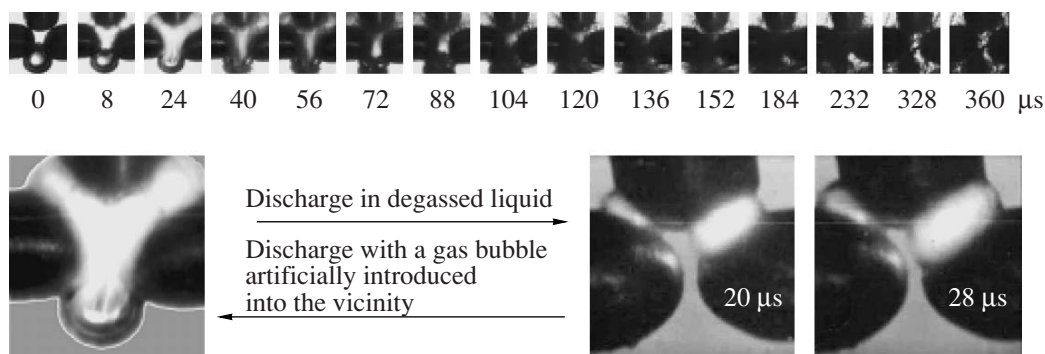 0 8 24 40 56 72 88 104 120 136 152 184 232 328 360 μs
Discharge in degassed liquid
Discharge with a gas bubble
artificially introduced
into the vicinity
20 μs
28 μs